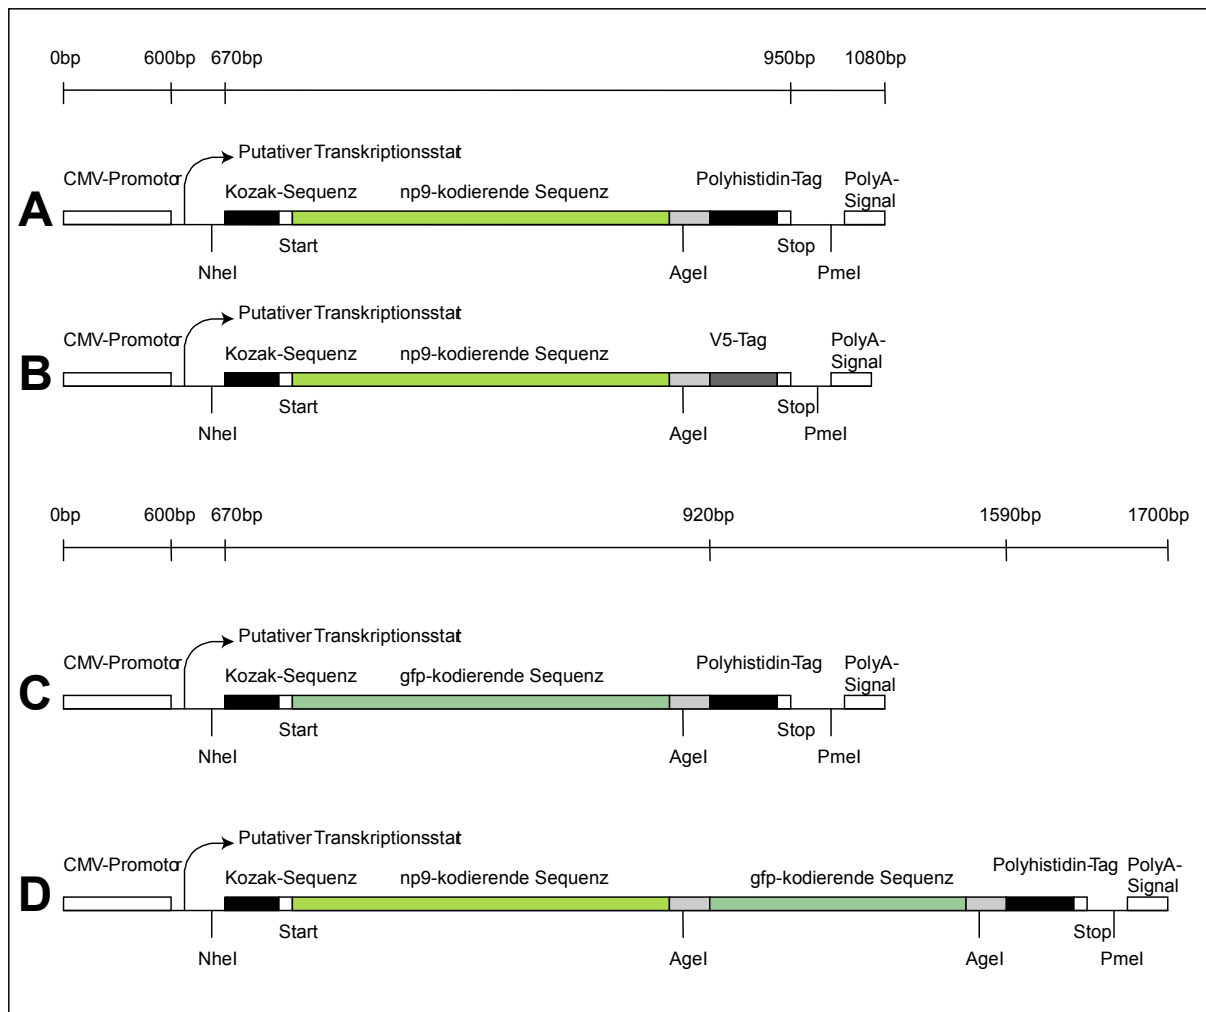 0bp 600bp 670bp 950bp 1080bp
Putativer Transkriptionsstart
CMV-Promotor
Kozak-Sequenz np9-kodierende Sequenz Polyhistidin-Tag PolyA-
Signal
A
Start Stop
NheI AgeI PmeI
Putativer Transkriptionsstart
CMV-Promotor
Kozak-Sequenz np9-kodierende Sequenz V5-Tag PolyA-
Signal
B
Start Stop
NheI AgeI PmeI
0bp 600bp 670bp 920bp 1590bp 1700bp
Putativer Transkriptionsstart
CMV-Promotor
Kozak-Sequenz gfp-kodierende Sequenz Polyhistidin-Tag PolyA-
Signal
C
Start Stop
NheI AgeI PmeI
Putativer Transkriptionsstart
CMV-Promotor
Kozak-Sequenz np9-kodierende Sequenz gfp-kodierende Sequenz Polyhistidin-Tag PolyA-
Signal
D
Start Stop
NheI AgeI AgeI PmeI